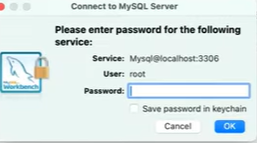 Connect to MySQL Server
Please enter password for the following
service:
Service: Mysql@localhost:3306
User: root
Password:
Save password in keychain
Workbench
Cancel OK